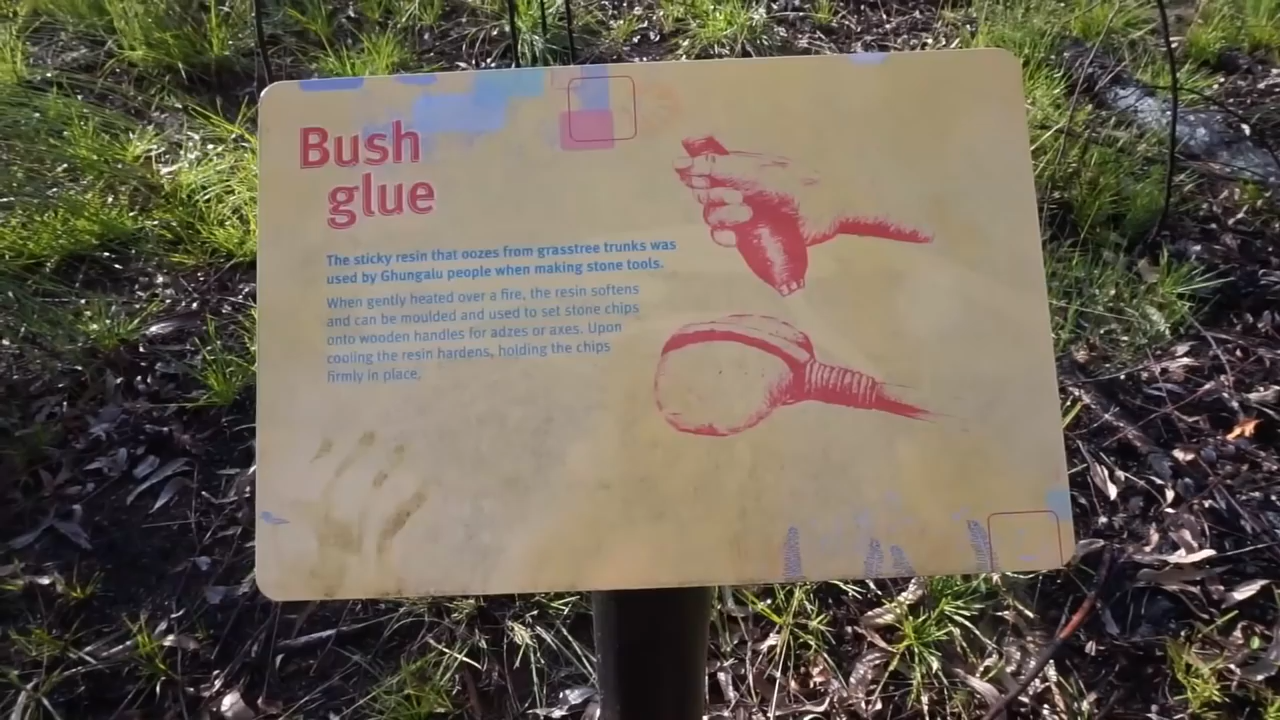 Bush
glue
The sticky resin that oozes from grasstree trunks was
used by Ghungalu people when making stone tools.
When gently heated over a fire, the resin softens
and can be moulded and used to set stone chips
onto wooden handles for adzes or axes. Upon
cooling the resin hardens, holding the chips
firmly in place.